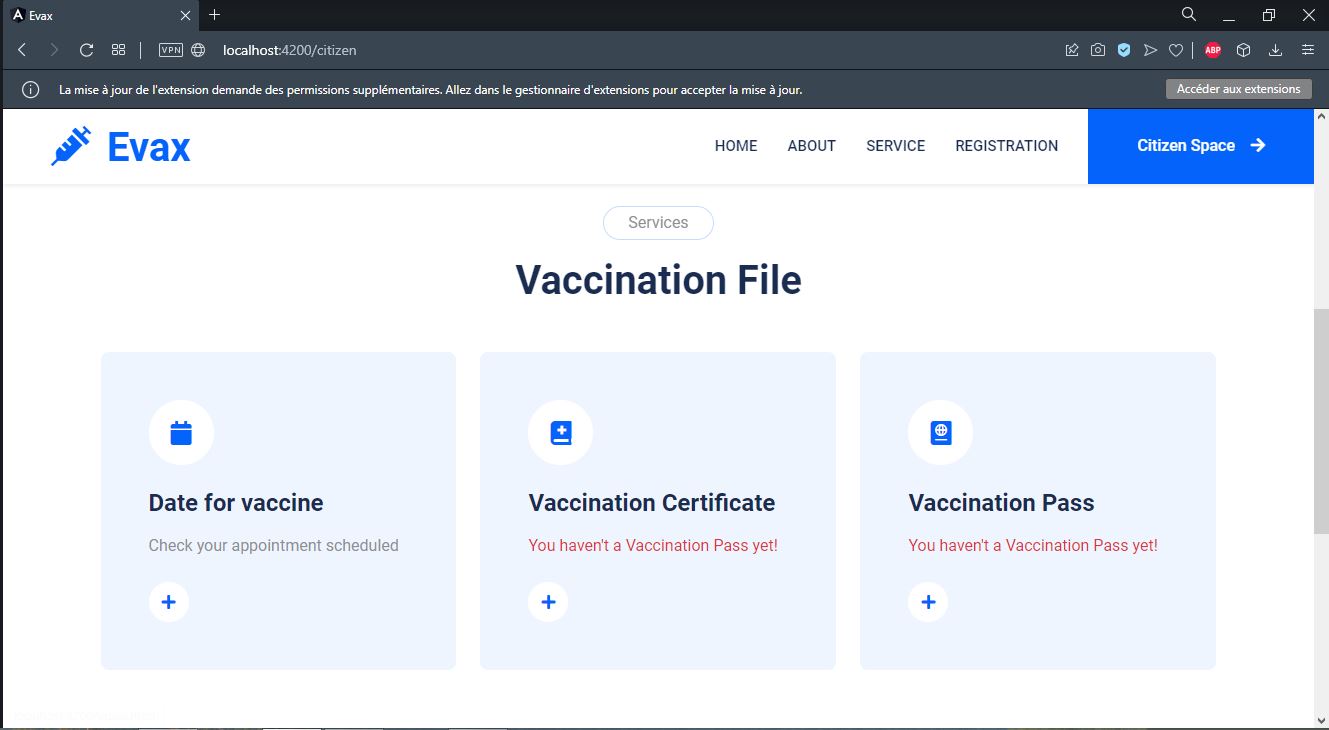 Evax
VPN localhost:4200/citizen ABP
La mise à jour de l'extension demande des permissions supplémentaires. Allez dans le gestionnaire d'extensions pour accepter la mise à jour. Accéder aux extensions
Evax HOME ABOUT SERVICE REGISTRATION Citizen Space
Services
Vaccination File
Date for vaccine
Check your appointment scheduled
Vaccination Certificate
You haven't a Vaccination Pass yet!
Vaccination Pass
You haven't a Vaccination Pass yet!